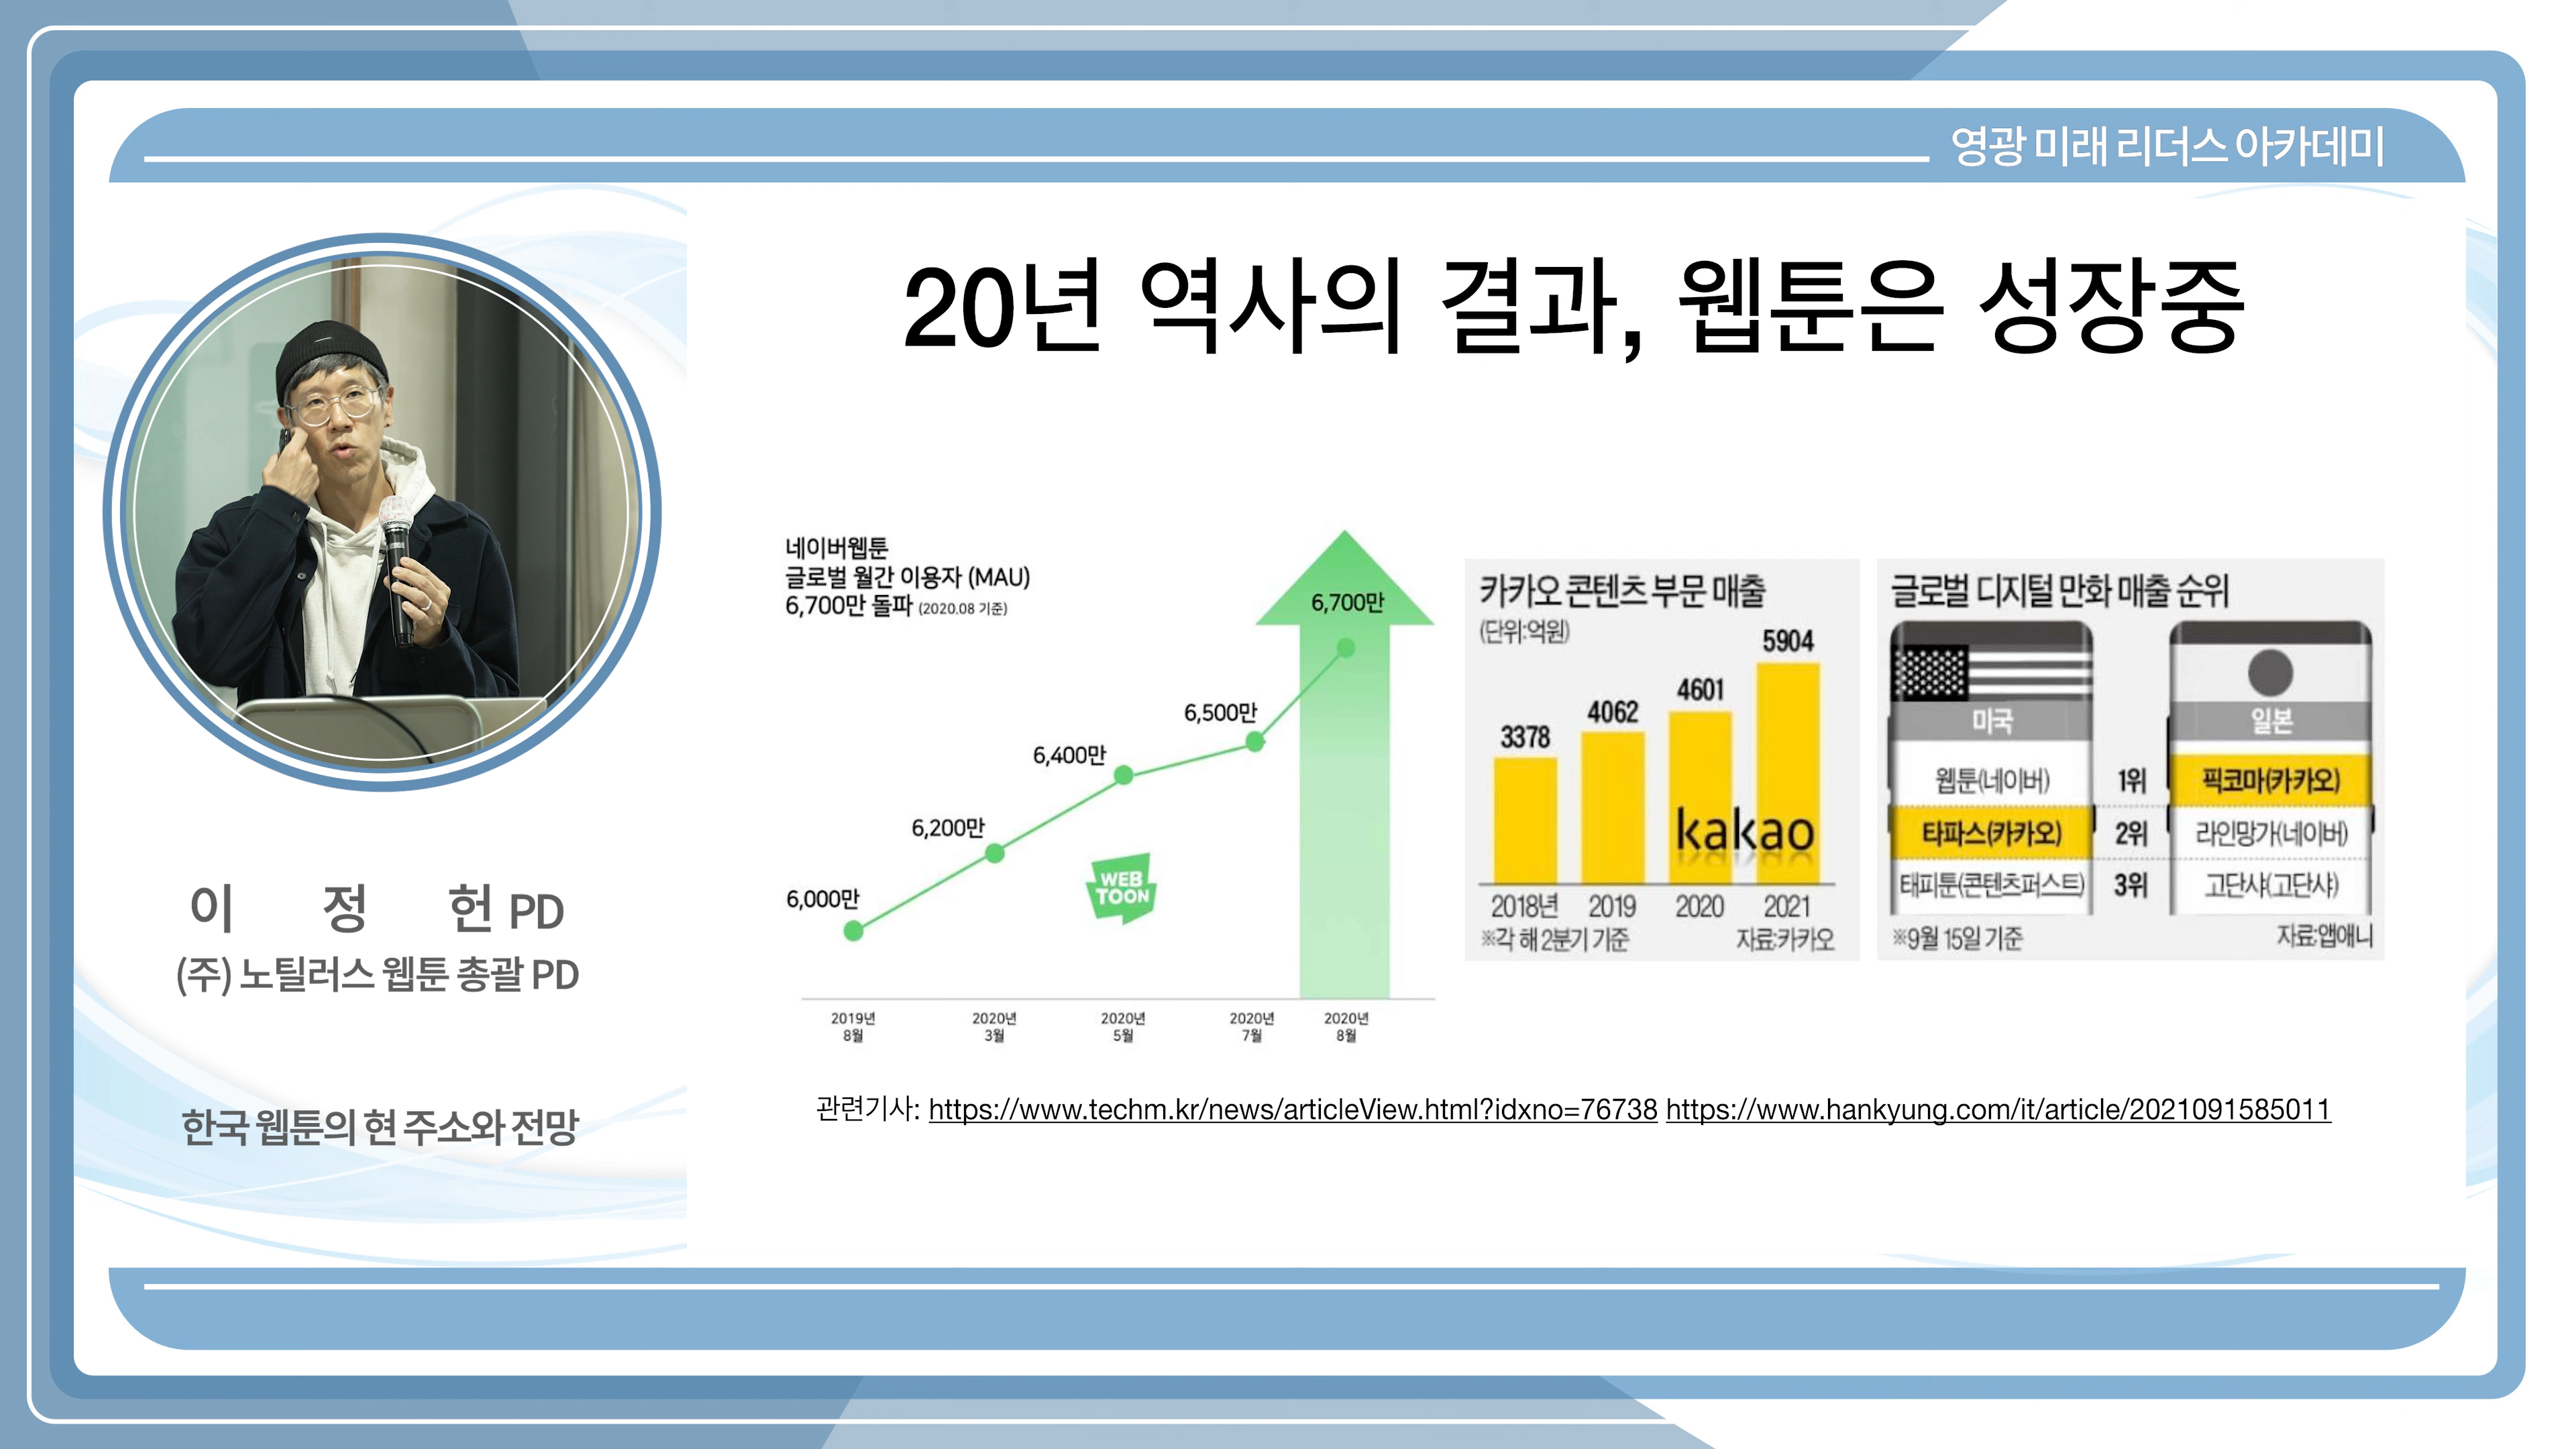 영광 미래 리더스 아카데미
20년 역사의 결과, 웹툰은 성장중
이 정 헌 PD
(주) 노틸러스 웹툰 총괄 PD
한국 웹툰의 현 주소와 전망
네이버웹툰
글로벌 월간 이용자 (MAU)
6,700만 돌파 (2020.08 기준)
6,000만
6,200만
6,400만
6,500만
6,700만
WEB
TOON
2019년
8월
2020년
3월
2020년
5월
2020년
7월
2020년
8월
카카오 콘텐츠 부문 매출
(단위:억원)
3378
4062
4601
5904
kakao
2018년 2019 2020 2021
※각 해 2분기 기준 자료:카카오
글로벌 디지털 만화 매출 순위
미국 일본
웹툰(네이버) 1위 픽코마(카카오)
타파스(카카오) 2위 라인망가(네이버)
태피툰(콘텐츠퍼스트) 3위 고단샤(고단샤)
※9월 15일 기준 자료:앱애니
관련기사: https://www.techm.kr/news/articleView.html?idxno=76738 https://www.hankyung.com/it/article/2021091585011